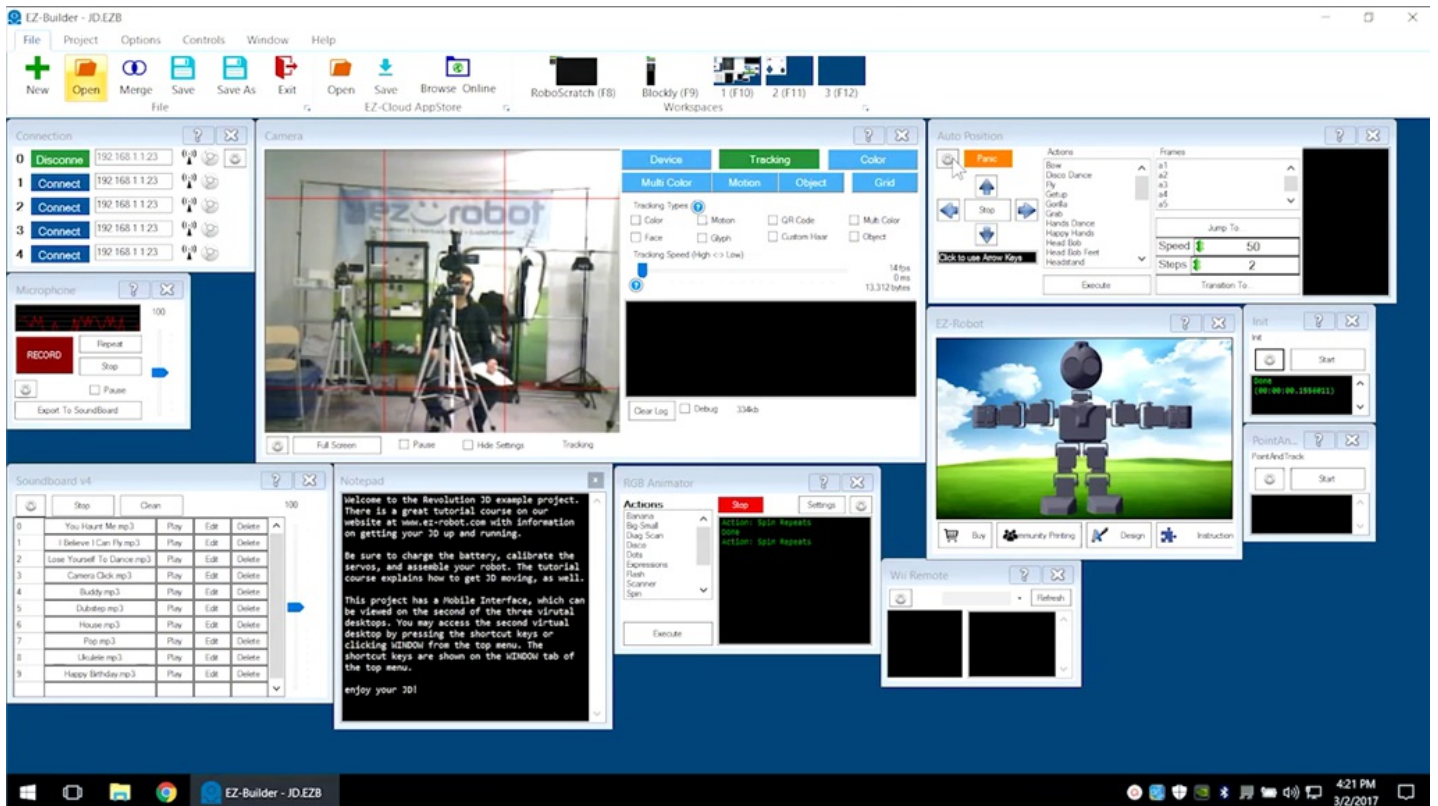 EZ-Builder - JD.EZB
File Project Options Controls Window Help
New Open Merge Save Save As Exit Open Save Browse Online RoboScratch (F8) Blockly (F9) 1 (F10) 2 (F11) 3 (F12)
File EZ-Cloud AppStore Workspaces
Connection
0 Disconne 192.168.1.1:23
1 Connect 192.168.1.1:23
2 Connect 192.168.1.1:23
3 Connect 192.168.1.1:23
4 Connect 192.168.1.1:23
Microphone
100
RECORD
Repeat
Stop
Pause
Export To SoundBoard
Camera
ez robot
Device Tracking Color
Multi Color Motion Object Grid
Tracking Types
Color Motion QR Code Multi Color
Face Glyph Custom Haar Object
Tracking Speed (High <-> Low)
14 fps
0 ms
13,312 bytes
Clear Log Debug 334kb
Full Screen Pause Hide Settings Tracking
Auto Position
Panic
Stop
Click to use Arrow Keys
Actions
Bow
Disco Dance
Fly
Getup
Gorilla
Grab
Hands Dance
Happy Hands
Head Bob
Head Bob Feet
Headstand
Execute
Frames
a1
a2
a3
a4
a5
Jump To...
Speed 50
Steps 2
Transition To...
EZ-Robot
Buy
Design
Instruction
Init
Init
Start
Done
(00:00:00.1556011)
PointAn...
PointAndTrack
Start
Soundboard v4
Stop Clean 100
0 You Haunt Me.mp3 Play Edit Delete
1 I Believe I Can Fly.mp3 Play Edit Delete
2 Lose Yourself To Dance.mp3 Play Edit Delete
3 Camera Click.mp3 Play Edit Delete
4 Buddy.mp3 Play Edit Delete
5 Dubstep.mp3 Play Edit Delete
6 House.mp3 Play Edit Delete
7 Pop.mp3 Play Edit Delete
8 Ukulele.mp3 Play Edit Delete
9 Happy Birthday.mp3 Play Edit Delete
Notepad
Welcome to the Revolution JD example project.
There is a great tutorial course on our
website at www.ez-robot.com with information
on getting your JD up and running.
Be sure to charge the battery, calibrate the
servos, and assemble your robot. The tutorial
course explains how to get JD moving, as well.
This project has a Mobile Interface, which can
be viewed on the second of the three virutal
desktops. You may access the second virtual
desktop by pressing the shortcut keys or
clicking WINDOW from the top menu. The
shortcut keys are shown on the WINDOW tab of
the top menu.
enjoy your JD!
RGB Animator
Actions
Banana
Big-Small
Diag Scan
Disco
Dots
Expressions
Flash
Scanner
Spin
Execute
Stop Settings
Action: Spin Repeats
Done
Action: Spin Repeats
Wii Remote
Refresh
EZ-Builder - JD.EZB
4:21 PM
3/2/2017